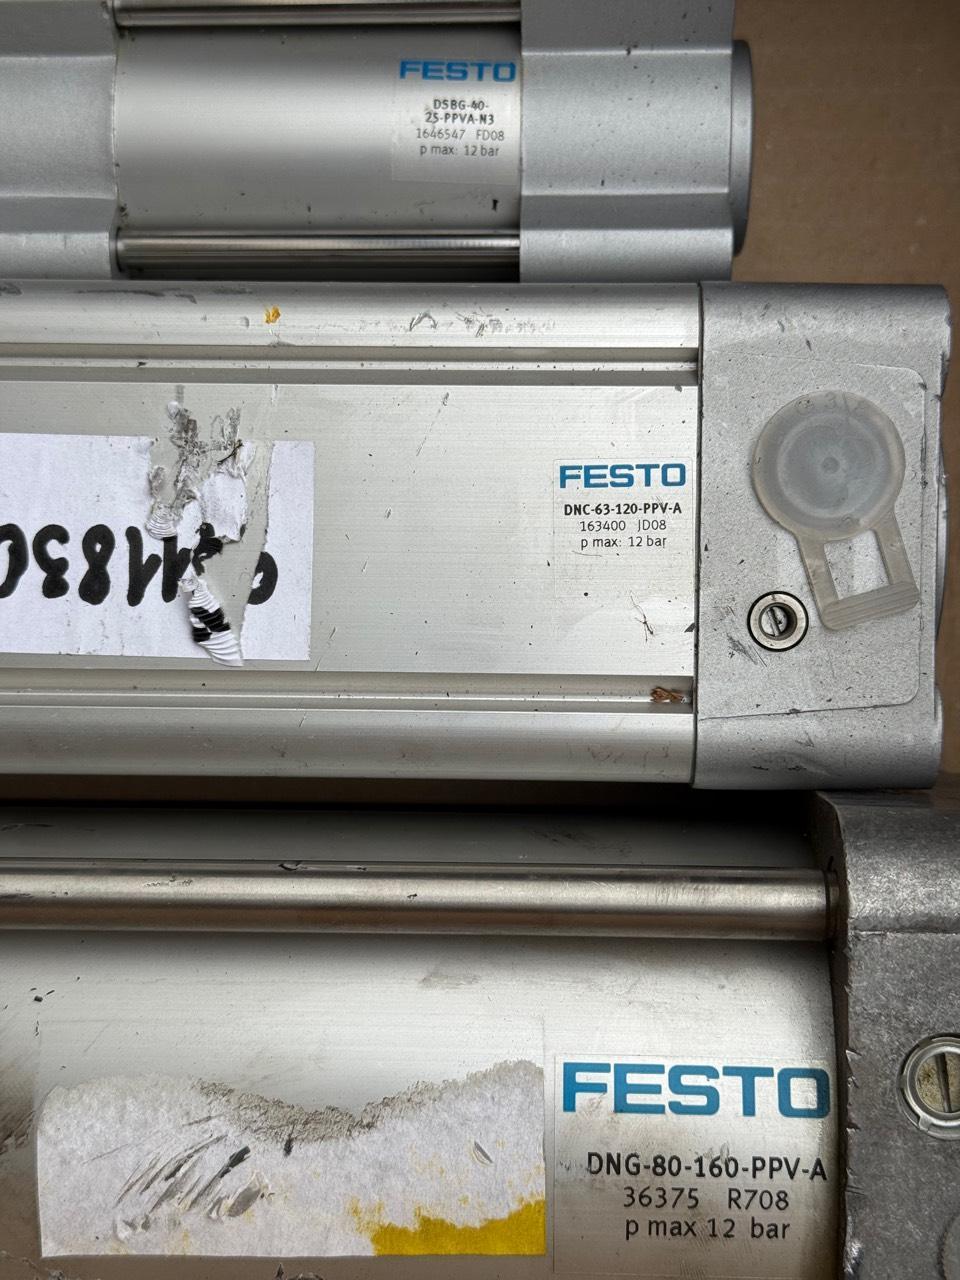 FESTO
DSBG-40-
25-PPVA-N3
1646547 FD08
p max: 12 bar
FESTO
DNC-63-120-PPV-A
163400 JD08
p max: 12 bar
FESTO
DNG-80-160-PPV-A
36375 R708
p max 12 bar